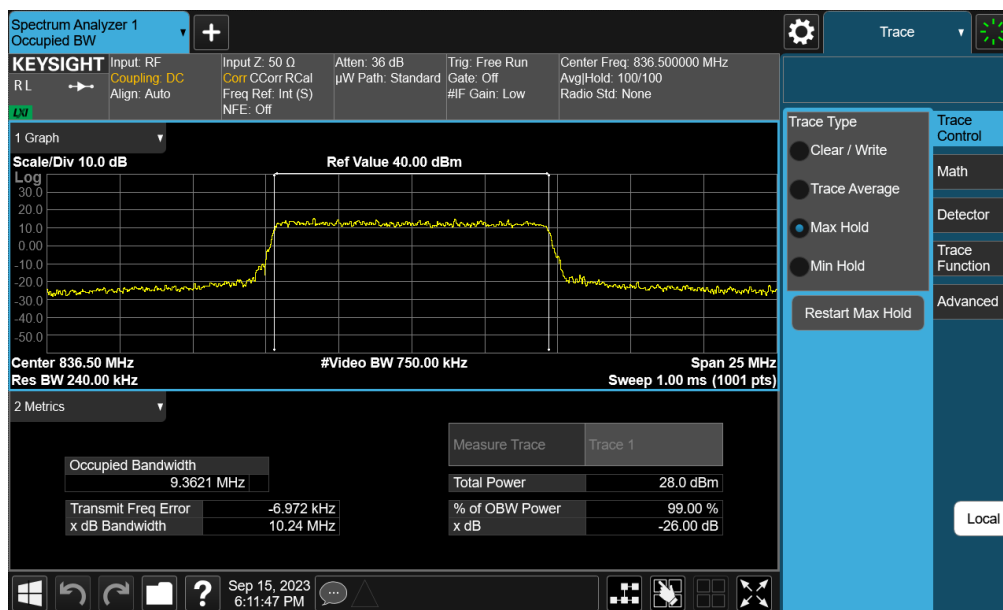 Spectrum Analyzer 1
Occupied BW
Trace
KEYSIGHT
R L
LXI
Input: RF
Coupling: DC
Align: Auto
Input Z: 50 Ω
Corr CCorr RCal
Freq Ref: Int (S)
NFE: Off
Atten: 36 dB
µW Path: Standard
Trig: Free Run
Gate: Off
#IF Gain: Low
Center Freq: 836.500000 MHz
Avg|Hold: 100/100
Radio Std: None
1 Graph
Scale/Div 10.0 dB
Ref Value 40.00 dBm
Log
30.0
20.0
10.0
0.00
-10.0
-20.0
-30.0
-40.0
-50.0
Center 836.50 MHz
#Video BW 750.00 kHz
Span 25 MHz
Res BW 240.00 kHz
Sweep 1.00 ms (1001 pts)
2 Metrics
Measure Trace
Trace 1
Occupied Bandwidth
9.3621 MHz
Total Power
28.0 dBm
Transmit Freq Error
-6.972 kHz
% of OBW Power
99.00 %
x dB Bandwidth
10.24 MHz
x dB
-26.00 dB
Trace Type
Clear / Write
Trace Average
Max Hold
Min Hold
Restart Max Hold
Trace
Control
Math
Detector
Trace
Function
Advanced
Local
?
Sep 15, 2023
6:11:47 PM